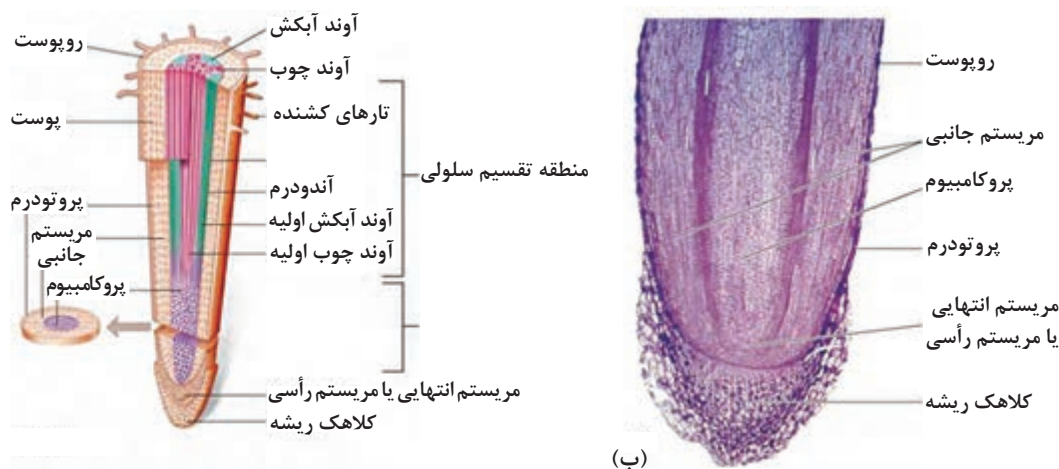 آوند آبکش
روپوست
آوند چوب
تارهای کشنده
پوست
منطقه تقسیم سلولی
آندودرم
پروتودرم
آوند آبکش اولیه
مریستم
جانبی
آوند چوب اولیه
پروکامبیوم
مریستم انتهایی یا مریستم رأسی
کلاهک ریشه
روپوست
مریستم جانبی
پروکامبیوم
پروتودرم
مریستم انتهایی
یا مریستم رأسی
کلاهک ریشه
(ب)